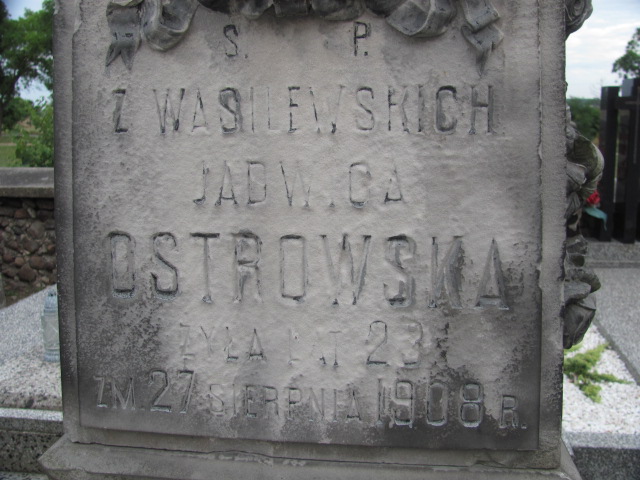 Ś. P.
Z WASILEWSKICH
JADWIGA
OSTROWSKA
ŻYŁA LAT 23
ZM. 27 SIERPNIA 1908 R.